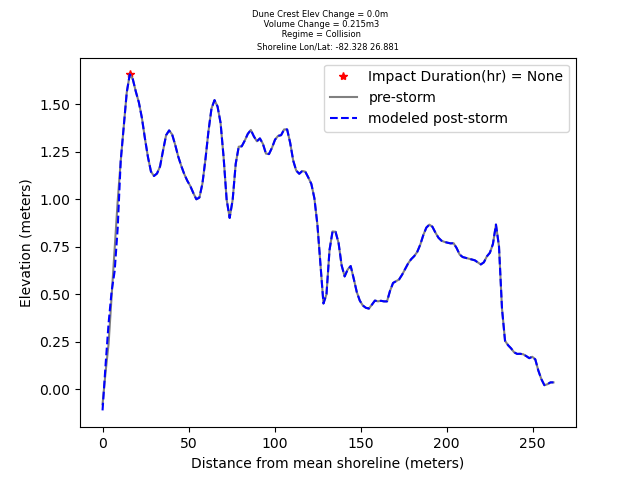 Dune Crest Elev Change = 0.0m
Volume Change = 0.215m3
Regime = Collision
Shoreline Lon/Lat: -82.328 26.881
Impact Duration(hr) = None
pre-storm
modeled post-storm
Elevation (meters)
1.50
1.25
1.00
0.75
0.50
0.25
0.00
0 50 100 150 200 250
Distance from mean shoreline (meters)